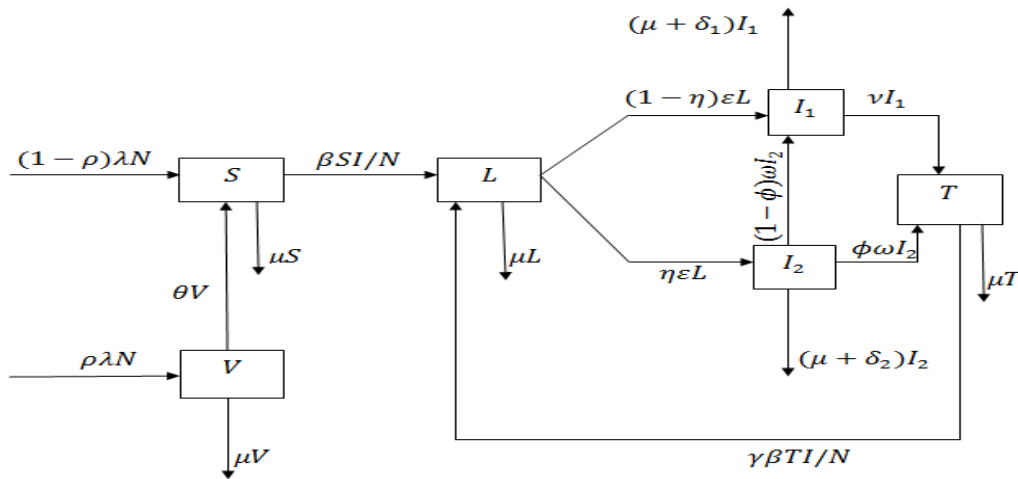 (μ + δ₁)I₁
(1 − η)εL
I₁
νI₁
(1 − ρ)λN
S
βSI/N
L
(1 − ϕ)ωI₂
T
μS
μL
ηεL
I₂
ϕωI₂
μT
θV
ρλN
V
(μ + δ₂)I₂
μV
γβTI/N